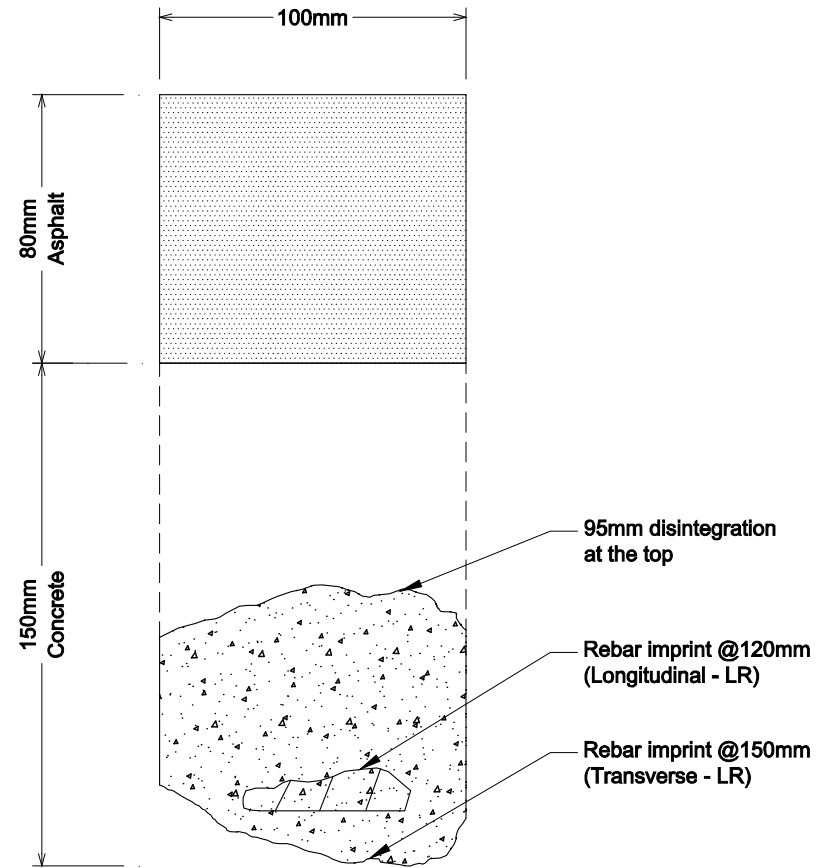 100mm
80mm
Asphalt
95mm disintegration
at the top
150mm
Concrete
Rebar imprint @120mm
(Longitudinal - LR)
Rebar imprint @150mm
(Transverse - LR)